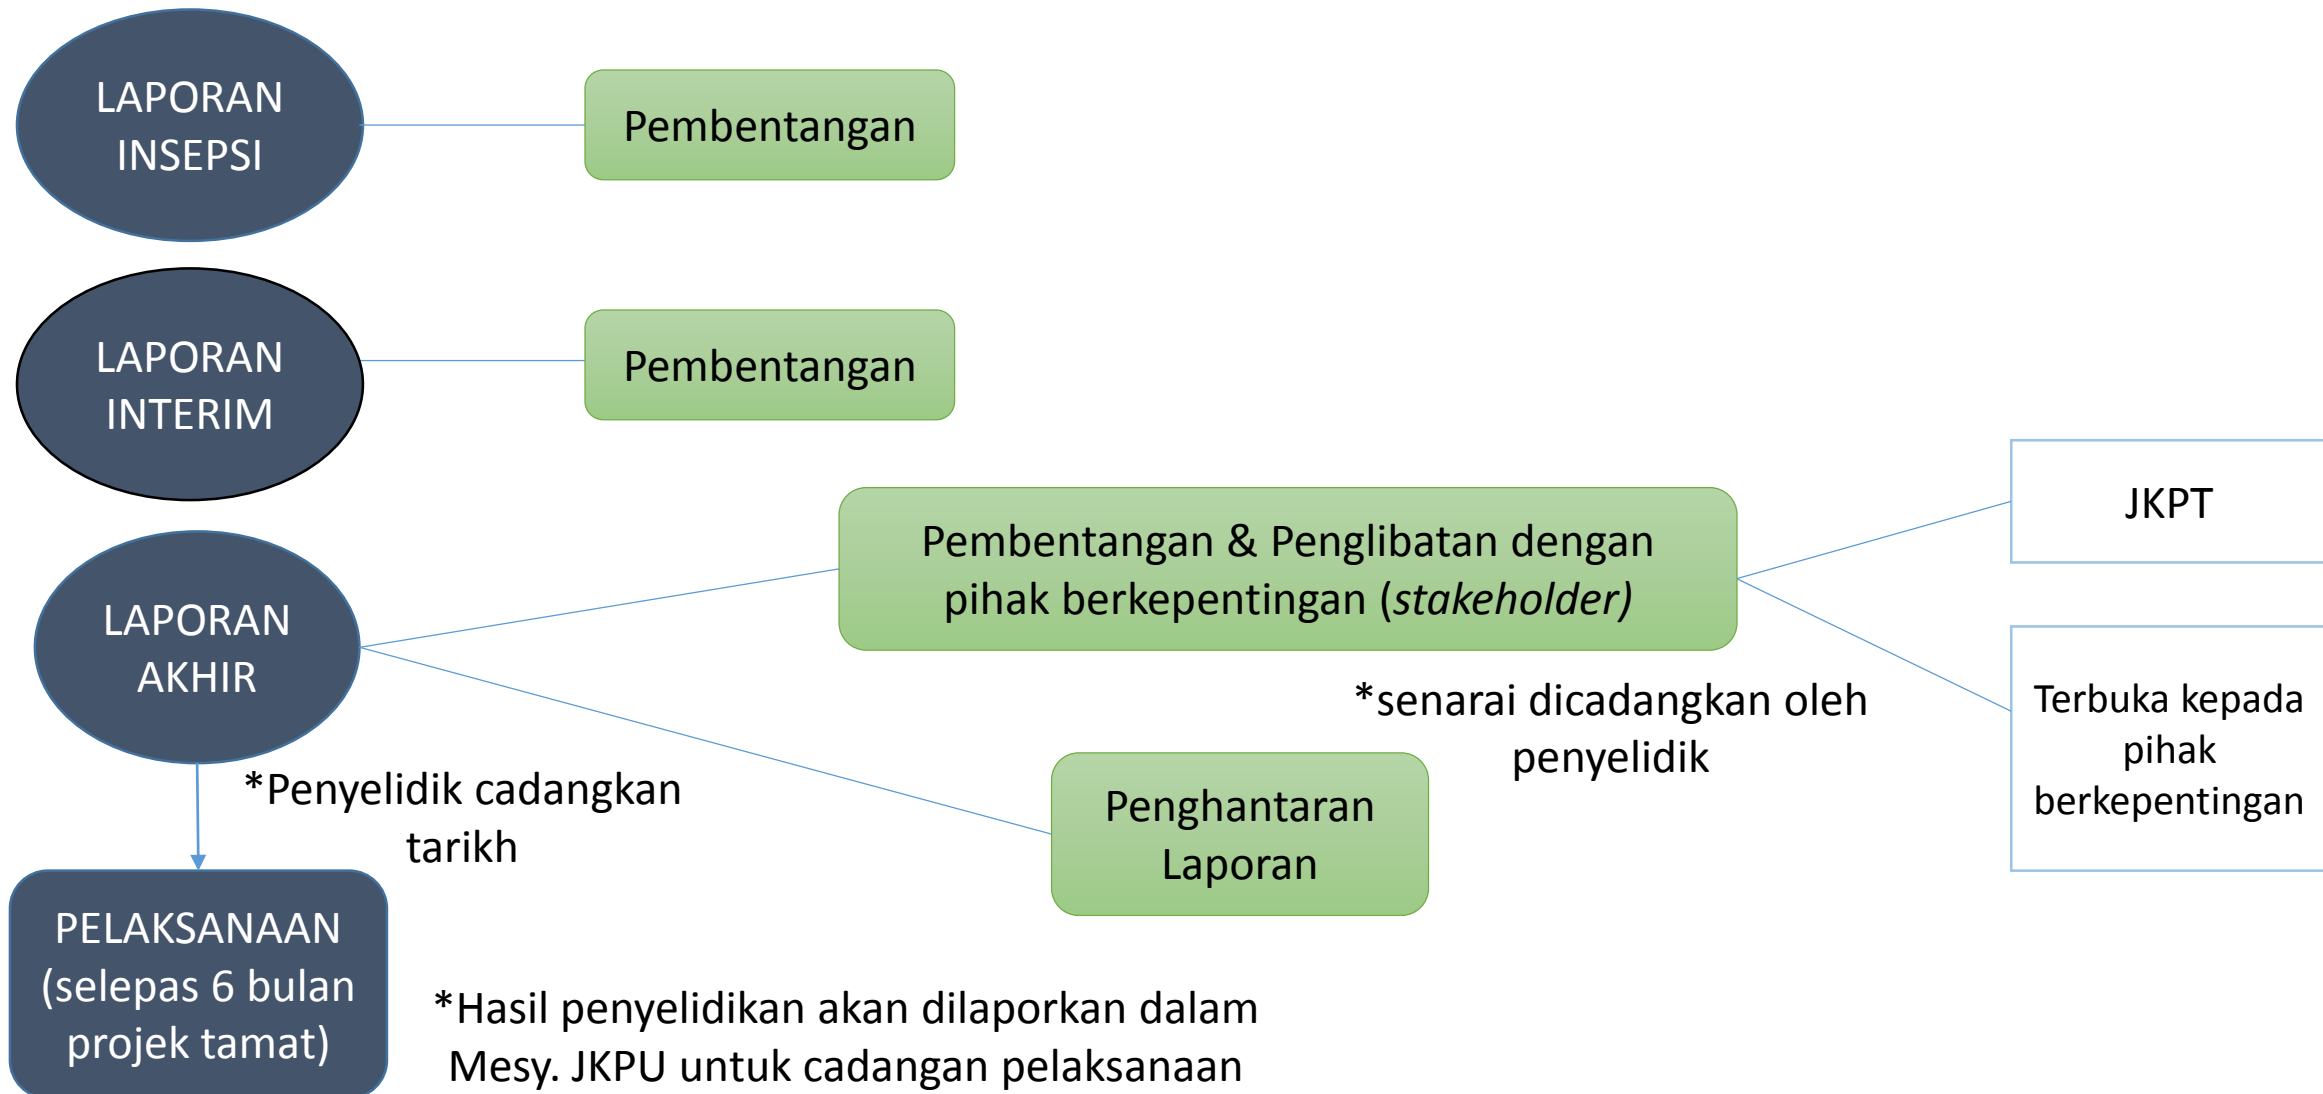 LAPORAN
INSEPSI
Pembentangan
LAPORAN
INTERIM
Pembentangan
LAPORAN
AKHIR
Pembentangan & Penglibatan dengan
pihak berkepentingan (stakeholder)
JKPT
*senarai dicadangkan oleh
penyelidik
Terbuka kepada
pihak
berkepentingan
*Penyelidik cadangkan
tarikh
Penghantaran
Laporan
PELAKSANAAN
(selepas 6 bulan
projek tamat)
*Hasil penyelidikan akan dilaporkan dalam
Mesy. JKPU untuk cadangan pelaksanaan